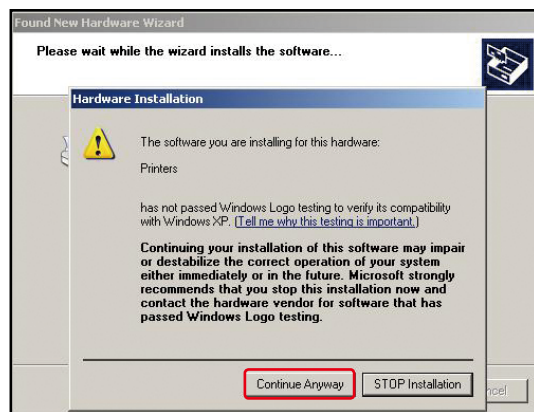 Found New Hardware Wizard
Please wait while the wizard installs the software...
Hardware Installation
The software you are installing for this hardware:
Printers
has not passed Windows Logo testing to verify its compatibility
with Windows XP. (Tell me why this testing is important.)
Continuing your installation of this software may impair
or destabilize the correct operation of your system
either immediately or in the future. Microsoft strongly
recommends that you stop this installation now and
contact the hardware vendor for software that has
passed Windows Logo testing.
Continue Anyway
STOP Installation